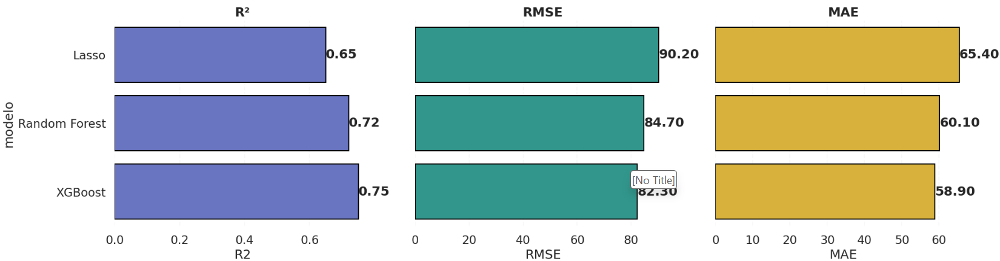 R²
Lasso
0.65
Random Forest
0.72
XGBoost
0.75
modelo
0.0 0.2 0.4 0.6
R2
RMSE
90.20
84.70
[No Title]
82.30
0 20 40 60 80
RMSE
MAE
65.40
60.10
58.90
0 10 20 30 40 50 60
MAE